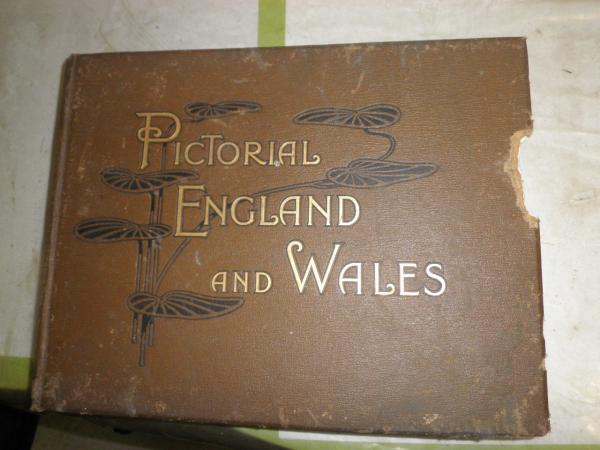 Pictorial
England
and Wales